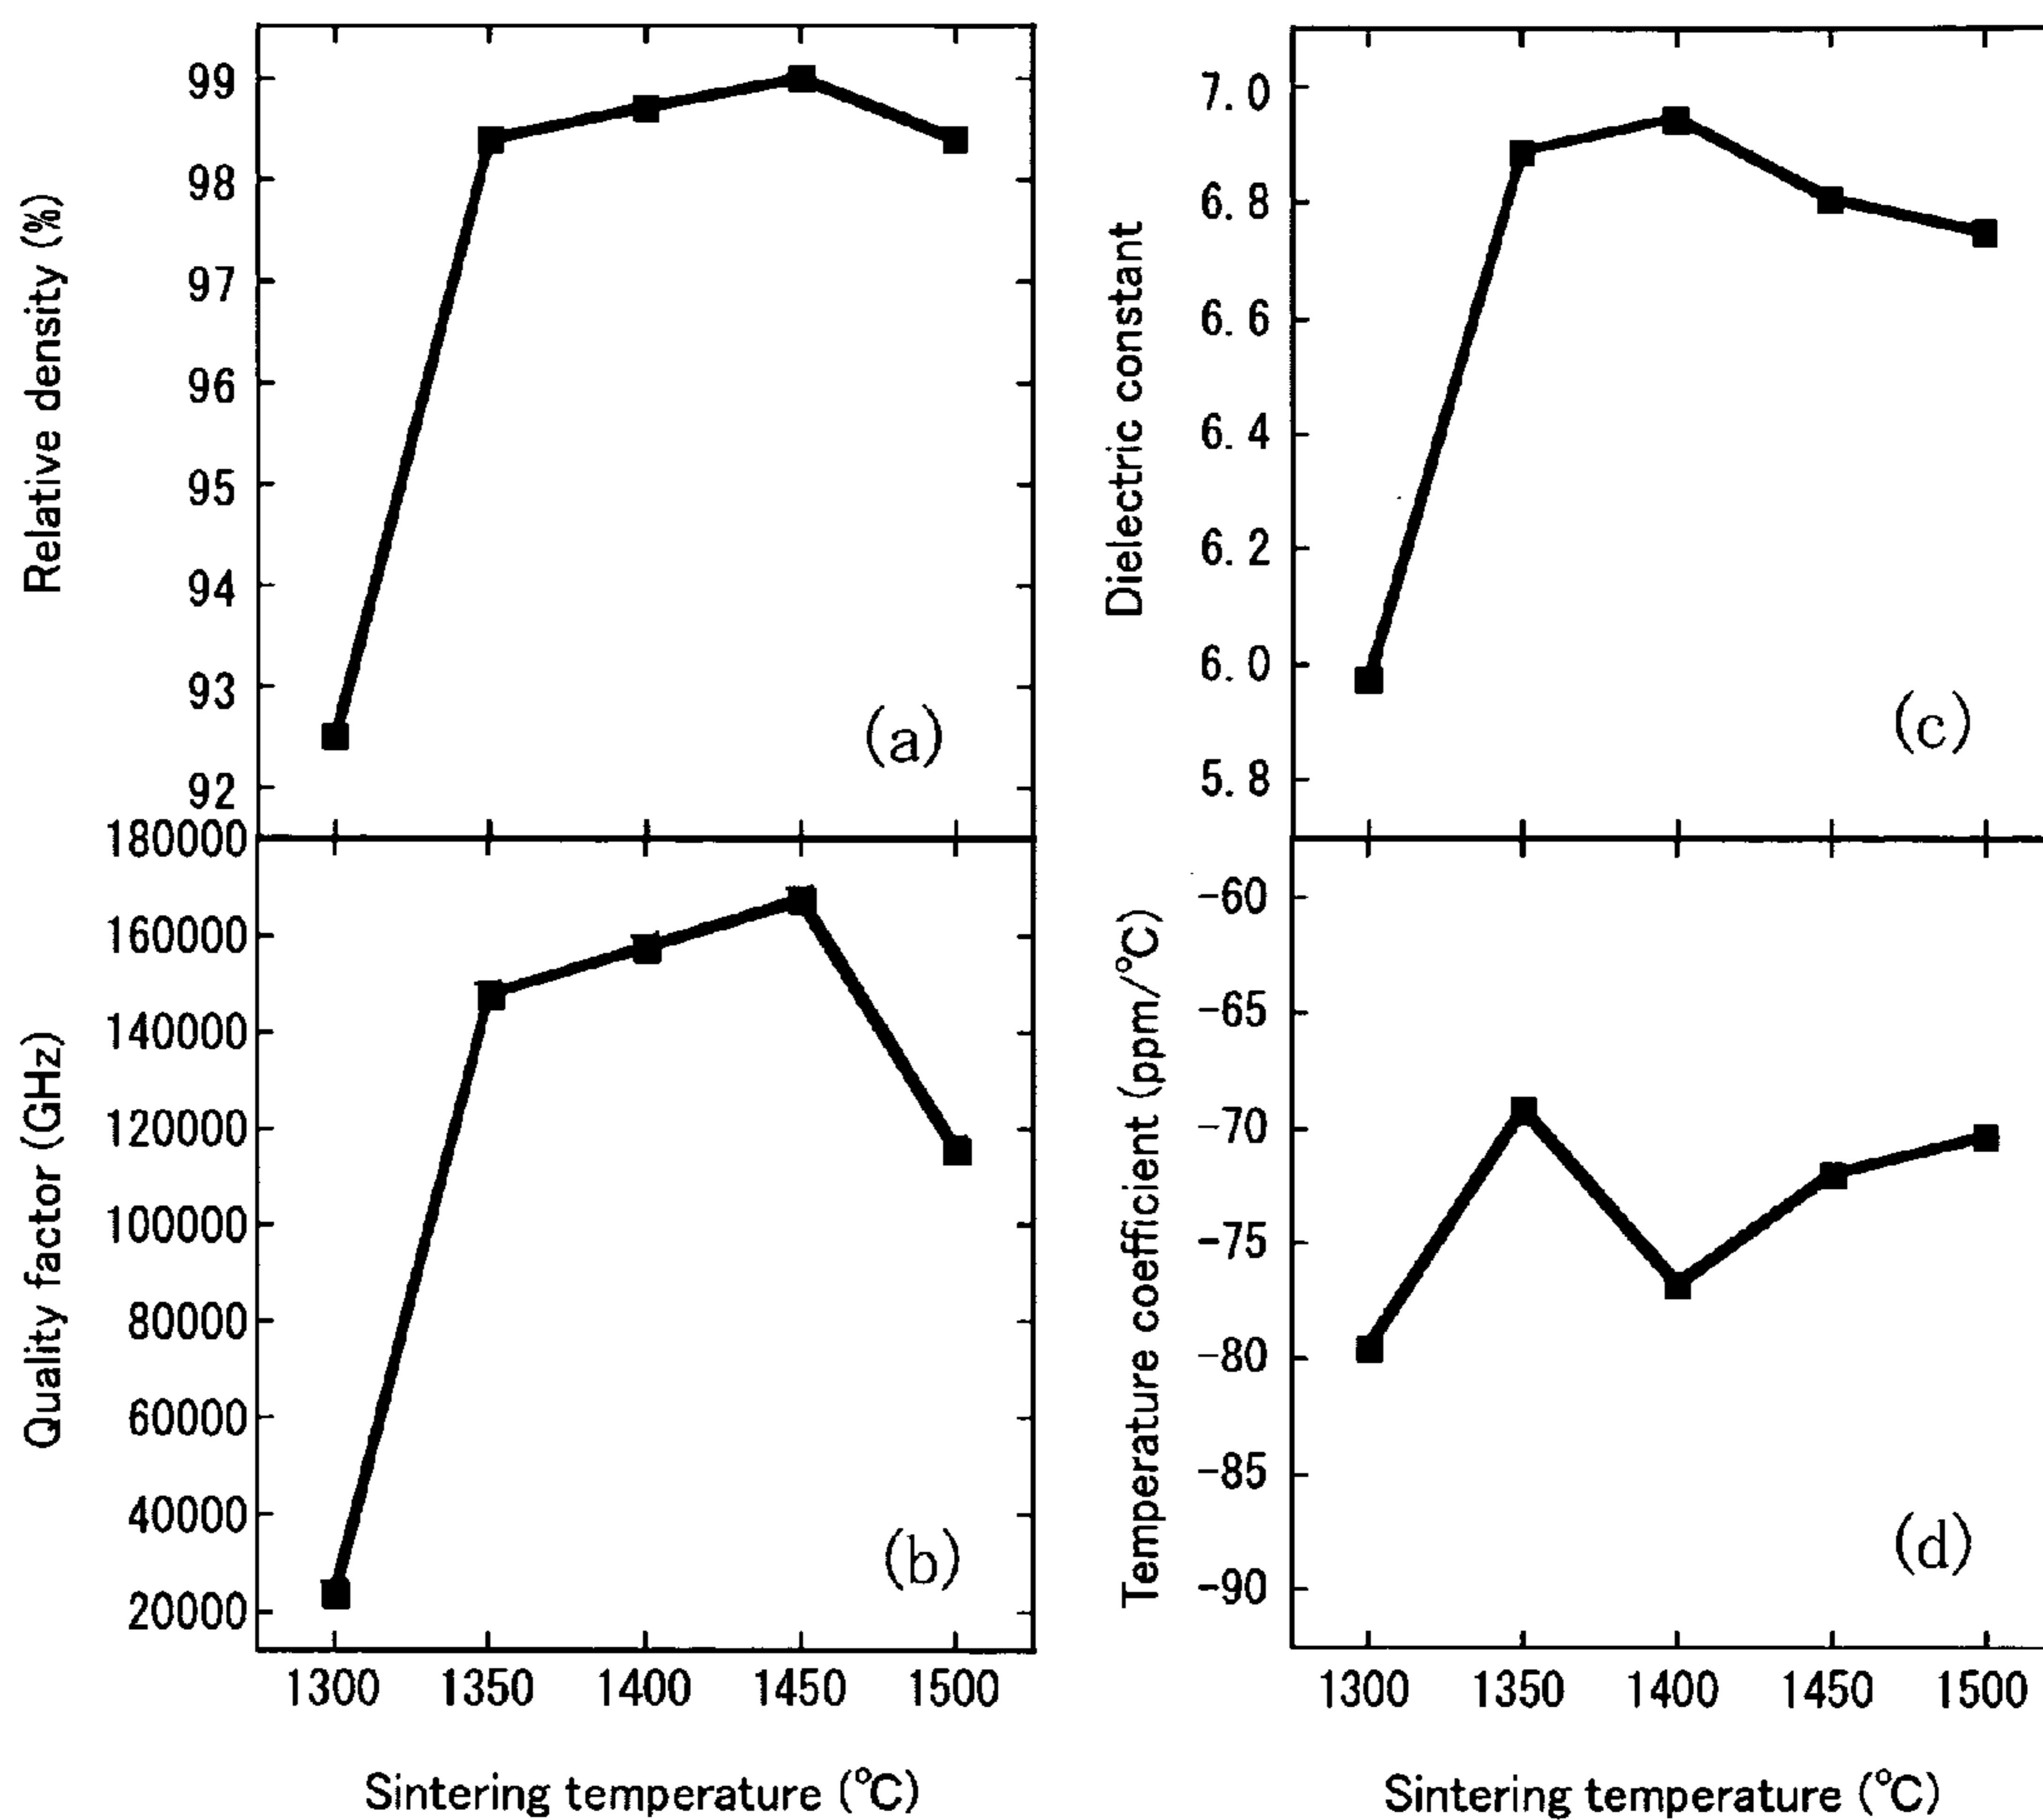 Relative density (%)
99
98
97
96
95
94
93
92
(a)
Quality factor (GHz)
180000
160000
140000
120000
100000
80000
60000
40000
20000
(b)
1300 1350 1400 1450 1500
Sintering temperature (°C)
Dielectric constant
7.0
6.8
6.6
6.4
6.2
6.0
5.8
(c)
Temperature coefficient (ppm/°C)
-60
-65
-70
-75
-80
-85
-90
(d)
1300 1350 1400 1450 1500
Sintering temperature (°C)